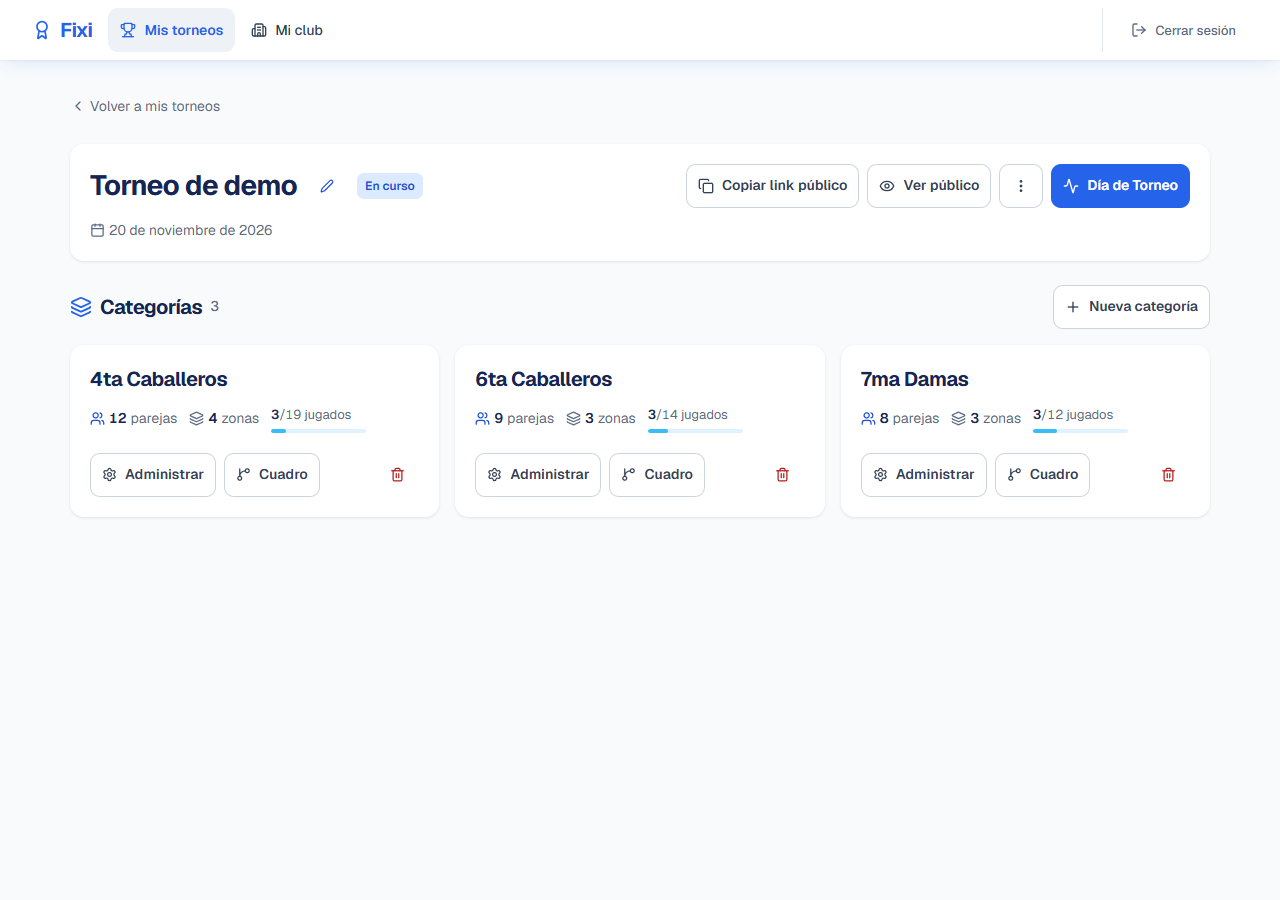 Fixi
Mis torneos
Mi club
Cerrar sesión
Volver a mis torneos
Torneo de demo
En curso
Copiar link público
Ver público
Día de Torneo
20 de noviembre de 2026
Categorías 3
Nueva categoría
4ta Caballeros
12 parejas
4 zonas
3/19 jugados
Administrar
Cuadro
6ta Caballeros
9 parejas
3 zonas
3/14 jugados
Administrar
Cuadro
7ma Damas
8 parejas
3 zonas
3/12 jugados
Administrar
Cuadro